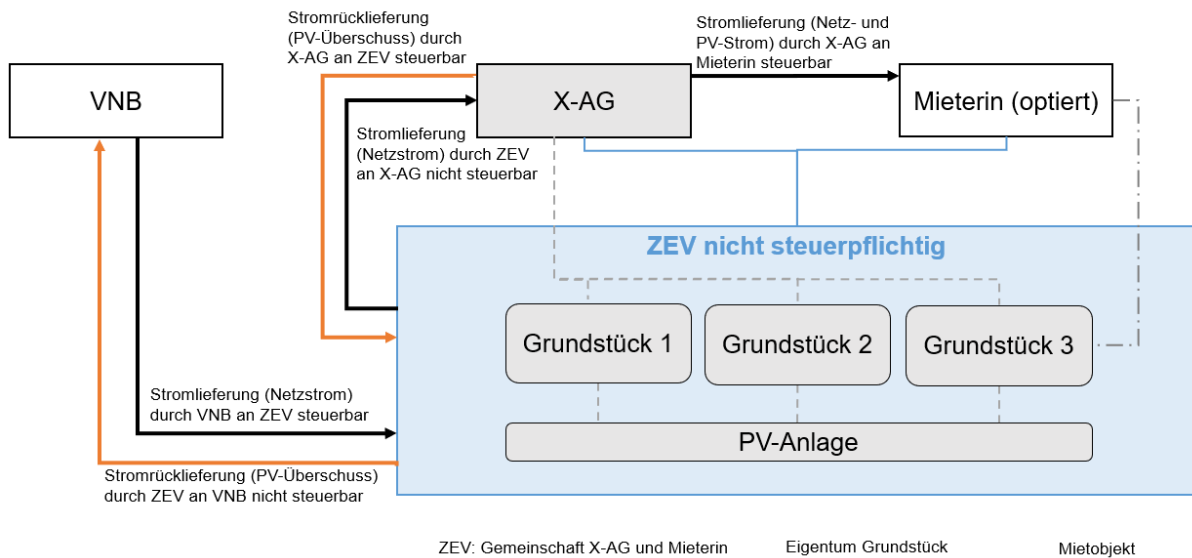 Stromrücklieferung
(PV-Überschuss) durch
X-AG an ZEV steuerbar
Stromlieferung (Netz- und
PV-Strom) durch X-AG an
Mieterin steuerbar
VNB
X-AG
Mieterin (optiert)
Stromlieferung
(Netzstrom) durch ZEV
an X-AG nicht steuerbar
ZEV nicht steuerpflichtig
Grundstück 1
Grundstück 2
Grundstück 3
Stromlieferung (Netzstrom)
durch VNB an ZEV steuerbar
PV-Anlage
Stromrücklieferung (PV-Überschuss)
durch ZEV an VNB nicht steuerbar
ZEV: Gemeinschaft X-AG und Mieterin
Eigentum Grundstück
Mietobjekt